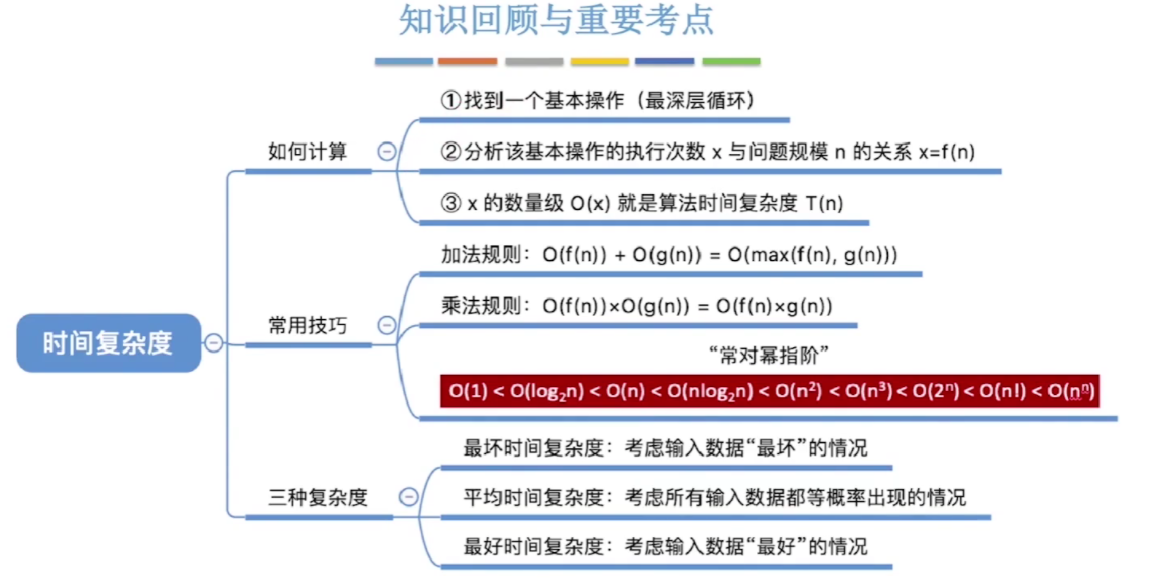 知识回顾与重要考点
①找到一个基本操作（最深层循环）
如何计算
②分析该基本操作的执行次数 x 与问题规模 n 的关系 x=f(n)
③ x 的数量级 O(x) 就是算法时间复杂度 T(n)
加法规则：O(f(n)) + O(g(n)) = O(max(f(n), g(n)))
时间复杂度
常用技巧
乘法规则：O(f(n))×O(g(n)) = O(f(n)×g(n))
“常对幂指阶”
O(1) < O(log₂n) < O(n) < O(nlog₂n) < O(n²) < O(n³) < O(2ⁿ) < O(n!) < O(nⁿ)
最坏时间复杂度：考虑输入数据“最坏”的情况
三种复杂度
平均时间复杂度：考虑所有输入数据都等概率出现的情况
最好时间复杂度：考虑输入数据“最好”的情况